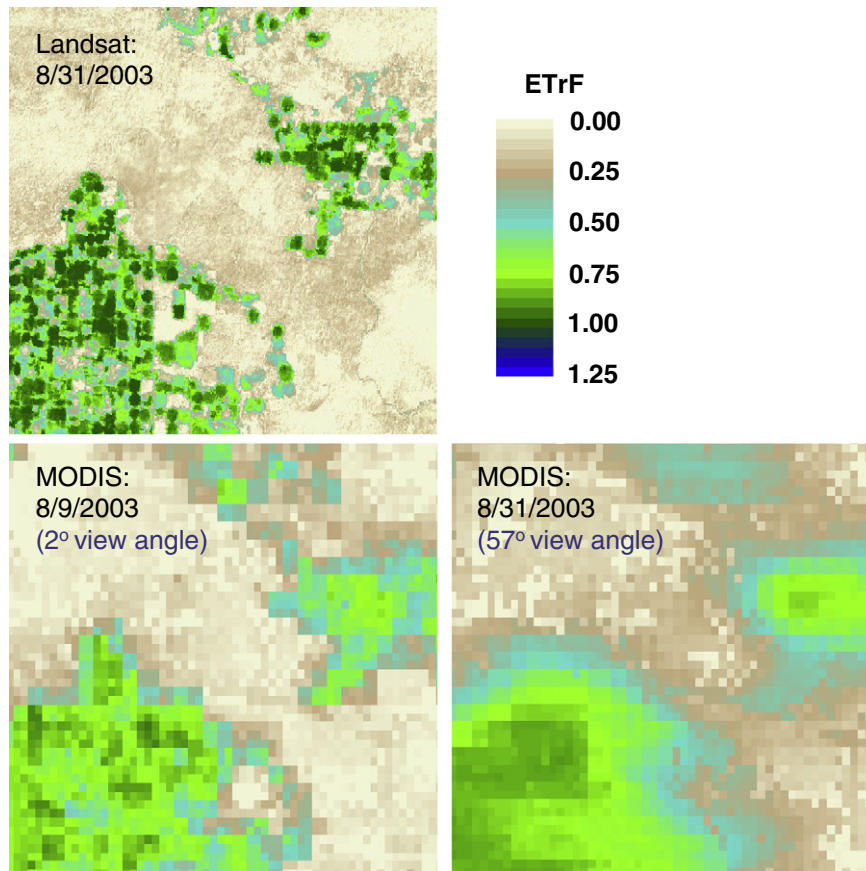 Landsat:
8/31/2003
ETrF
0.00
0.25
0.50
0.75
1.00
1.25
MODIS:
8/9/2003
(2º view angle)
MODIS:
8/31/2003
(57º view angle)